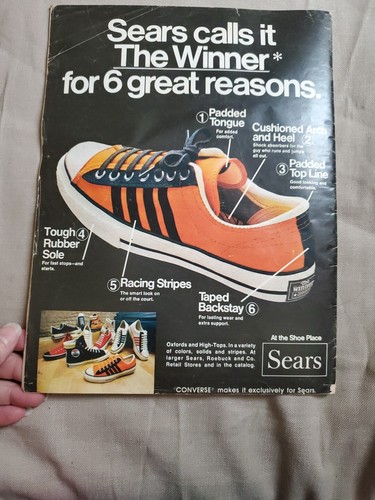 Sears calls it
The Winner*
for 6 great reasons.
1 Padded
Tongue
For added
comfort.
Cushioned Arch
and Heel 2
Shock absorbers for the
guy who runs and jumps
all out.
3 Padded
Top Line
Good looking and
comfortable.
Tough 4
Rubber
Sole
For fast stops—and
starts.
5 Racing Stripes
The smart look on
or off the court.
Taped
Backstay 6
For lasting wear and
extra support.
Oxfords and High-Tops. In a variety
of colors, solids and stripes. At
larger Sears, Roebuck and Co.
Retail Stores and in the catalog.
At the Shoe Place
Sears
*CONVERSE® makes it exclusively for Sears.